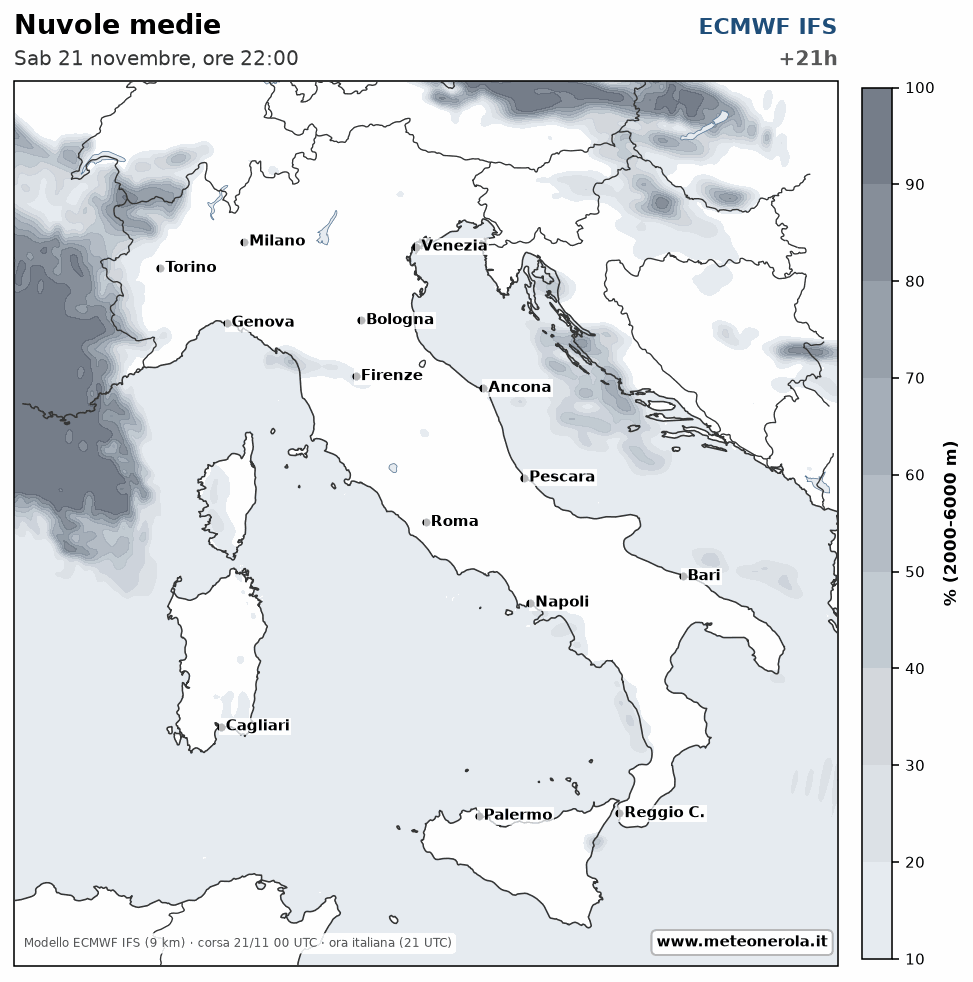 Nuvole medie
ECMWF IFS
Sab 21 novembre, ore 22:00
+21h
100
90
80
70
60
50
40
30
20
10
% (2000-6000 m)
Milano
Venezia
Torino
Genova
Bologna
Firenze
Ancona
Pescara
Roma
Bari
Napoli
Cagliari
Palermo
Reggio C.
Modello ECMWF IFS (9 km) · corsa 21/11 00 UTC · ora italiana (21 UTC)
www.meteonerola.it